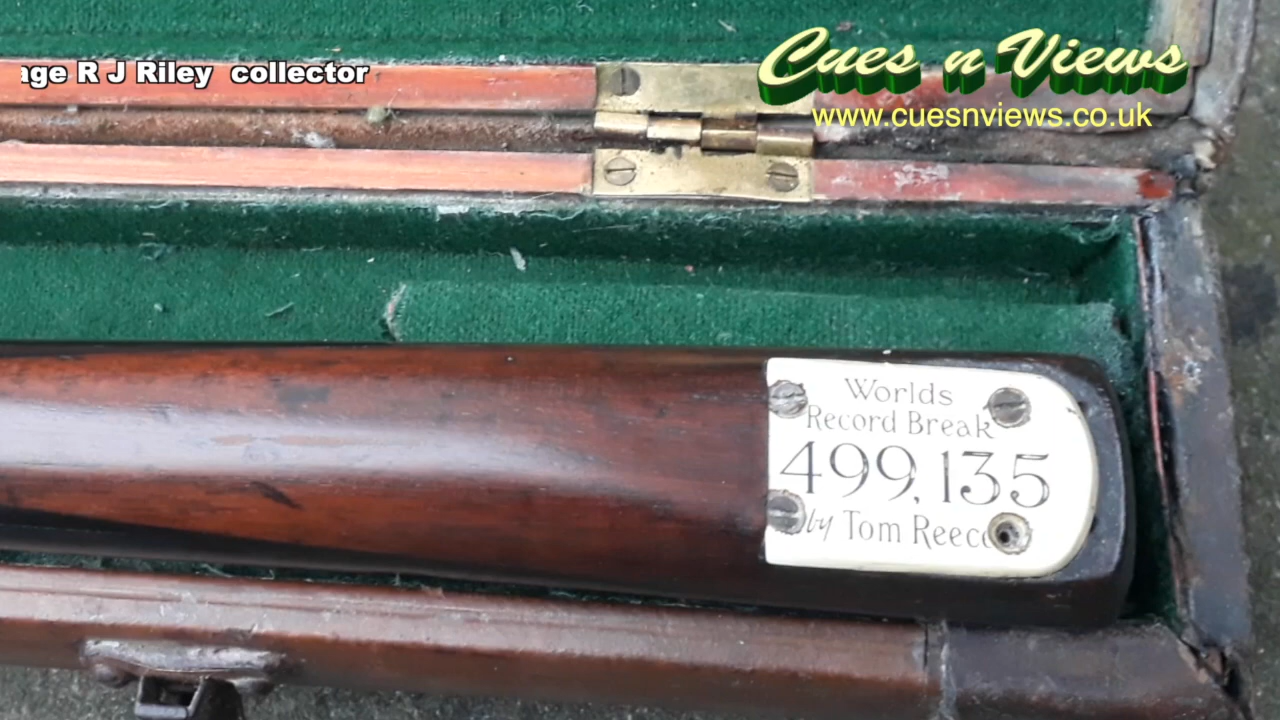 age R J Riley collector
Cues n Views
www.cuesnviews.co.uk
Worlds
Record Break
499,135
by Tom Reece